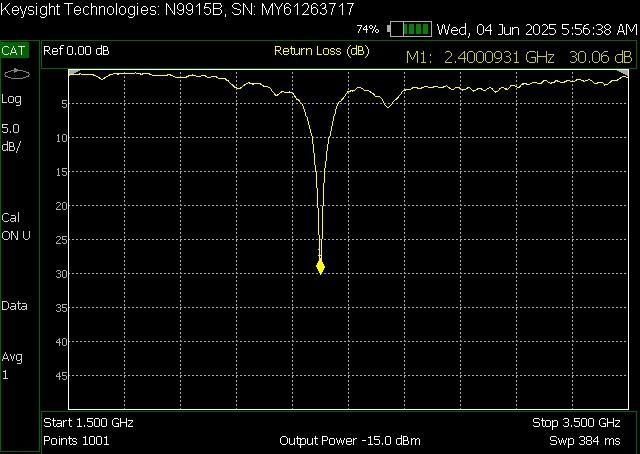 Keysight Technologies: N9915B, SN: MY61263717
74% Wed, 04 Jun 2025 5:56:38 AM
CAT Ref 0.00 dB Return Loss (dB) M1: 2.4000931 GHz 30.06 dB
Log
5.0
dB/
Cal
ON U
Data
Avg
1
5
10
15
20
25
30
35
40
45
Start 1.500 GHz Stop 3.500 GHz
Points 1001 Output Power -15.0 dBm Swp 384 ms